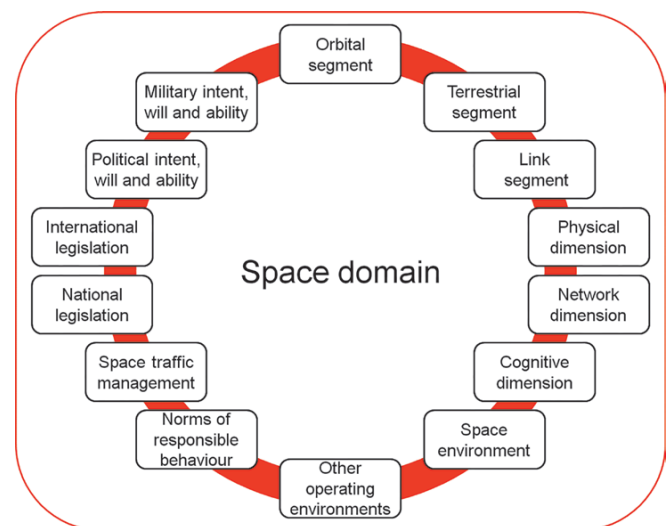 Orbital
segment
Military intent,
will and ability
Terrestrial
segment
Political intent,
will and ability
Link
segment
International
legislation
Physical
dimension
Space domain
National
legislation
Network
dimension
Space traffic
management
Cognitive
dimension
Norms of
responsible
behaviour
Space
environment
Other
operating
environments